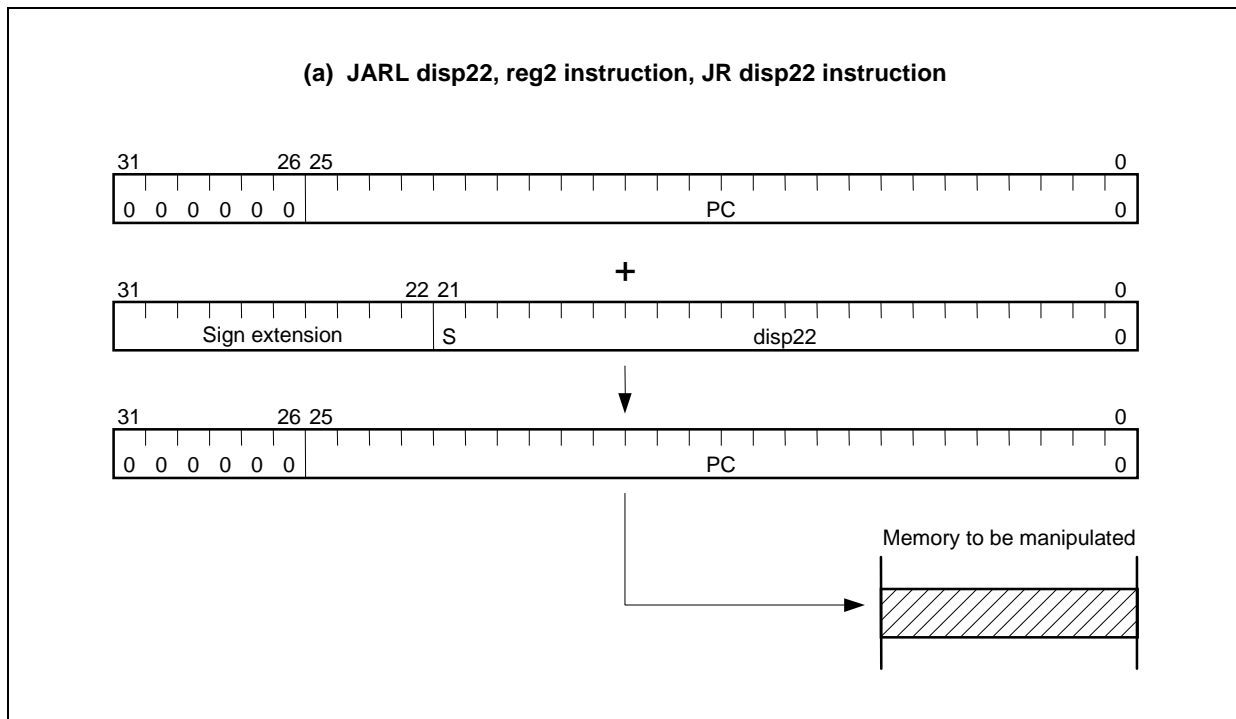 (a) JARL disp22, reg2 instruction, JR disp22 instruction
31 26 25 0
0 0 0 0 0 0 PC 0
+
31 22 21 0
Sign extension S disp22 0
31 26 25 0
0 0 0 0 0 0 PC 0
Memory to be manipulated